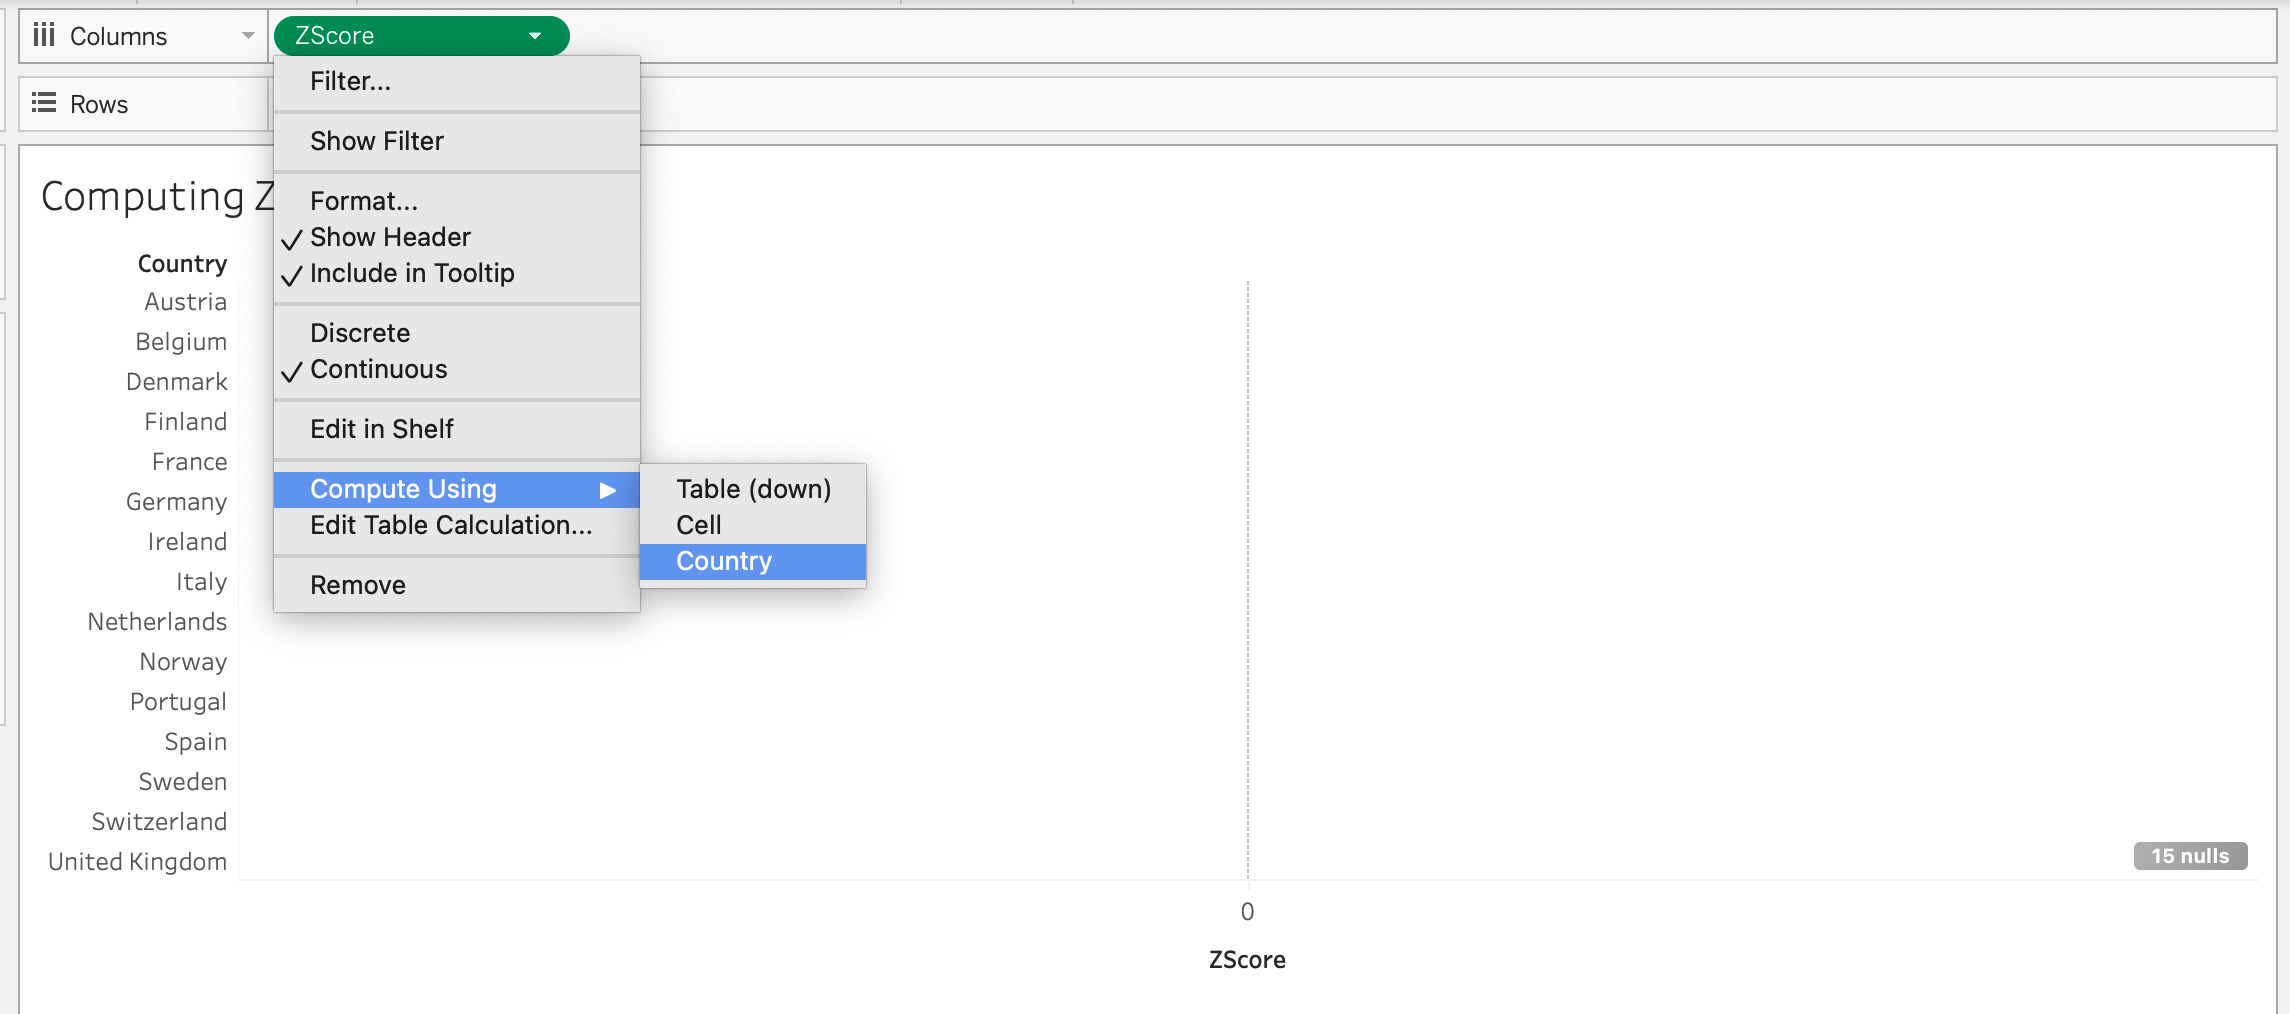 Columns
ZScore
Filter...
Rows
Show Filter
Computing Z
Format...
Show Header
Include in Tooltip
Discrete
Continuous
Edit in Shelf
Compute Using
Edit Table Calculation...
Remove
Table (down)
Cell
Country
Country
Austria
Belgium
Denmark
Finland
France
Germany
Ireland
Italy
Netherlands
Norway
Portugal
Spain
Sweden
Switzerland
United Kingdom
15 nulls
0
ZScore